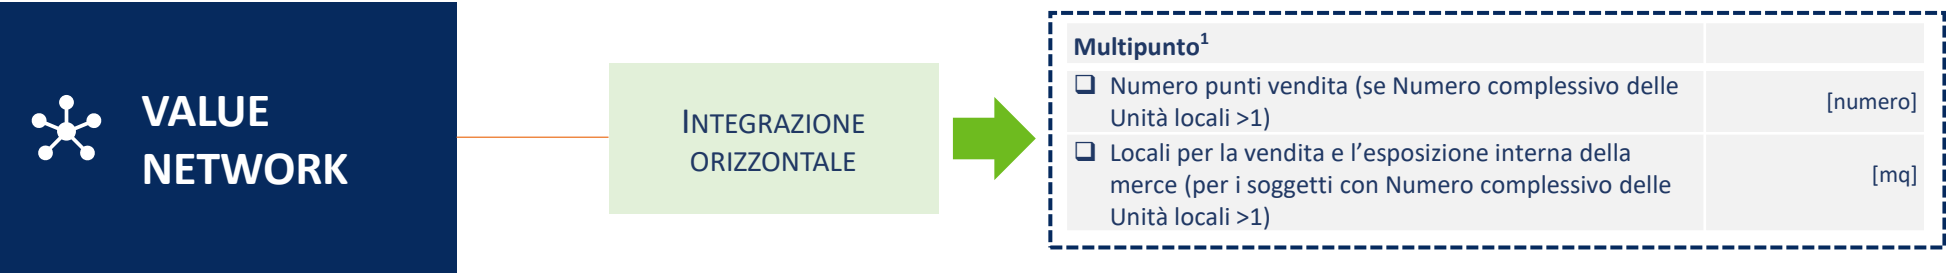 VALUE
NETWORK
INTEGRAZIONE
ORIZZONTALE
Multipunto¹
❑ Numero punti vendita (se Numero complessivo delle
Unità locali >1)
[numero]
❑ Locali per la vendita e l’esposizione interna della
merce (per i soggetti con Numero complessivo delle
Unità locali >1)
[mq]